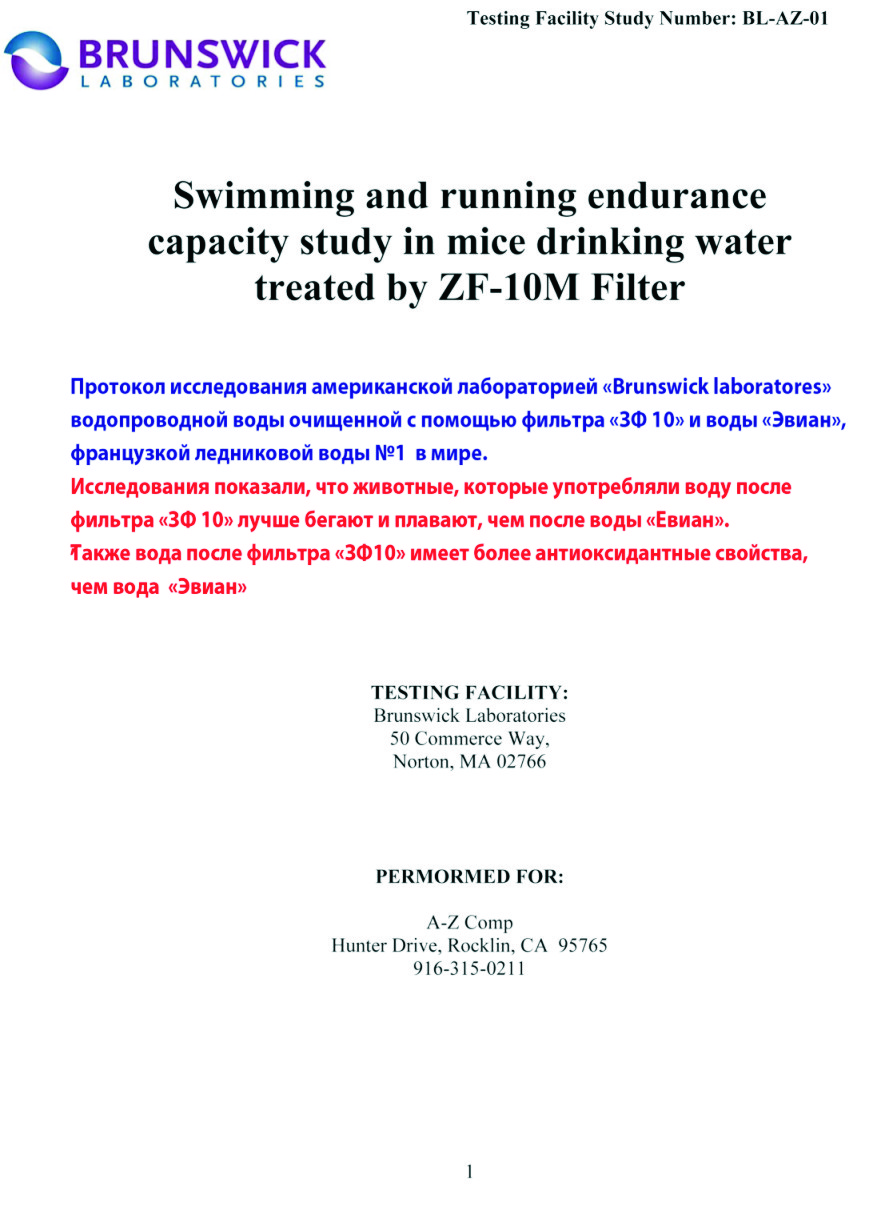 Testing Facility Study Number: BL-AZ-01
BRUNSWICK
LABORATORIES
Swimming and running endurance
capacity study in mice drinking water
treated by ZF-10M Filter
Протокол исследования американской лабораторией «Brunswick laboratores»
водопроводной воды очищенной с помощью фильтра «ЗФ 10» и воды «Эвиан»,
французкой ледниковой воды №1 в мире.
Исследования показали, что животные, которые употребляли воду после
фильтра «ЗФ 10» лучше бегают и плавают, чем после воды «Евиан».
Также вода после фильтра «ЗФ10» имеет более антиоксидантные свойства,
чем вода «Эвиан»
TESTING FACILITY:
Brunswick Laboratories
50 Commerce Way,
Norton, MA 02766
PERMORMED FOR:
A-Z Comp
Hunter Drive, Rocklin, CA 95765
916-315-0211
1